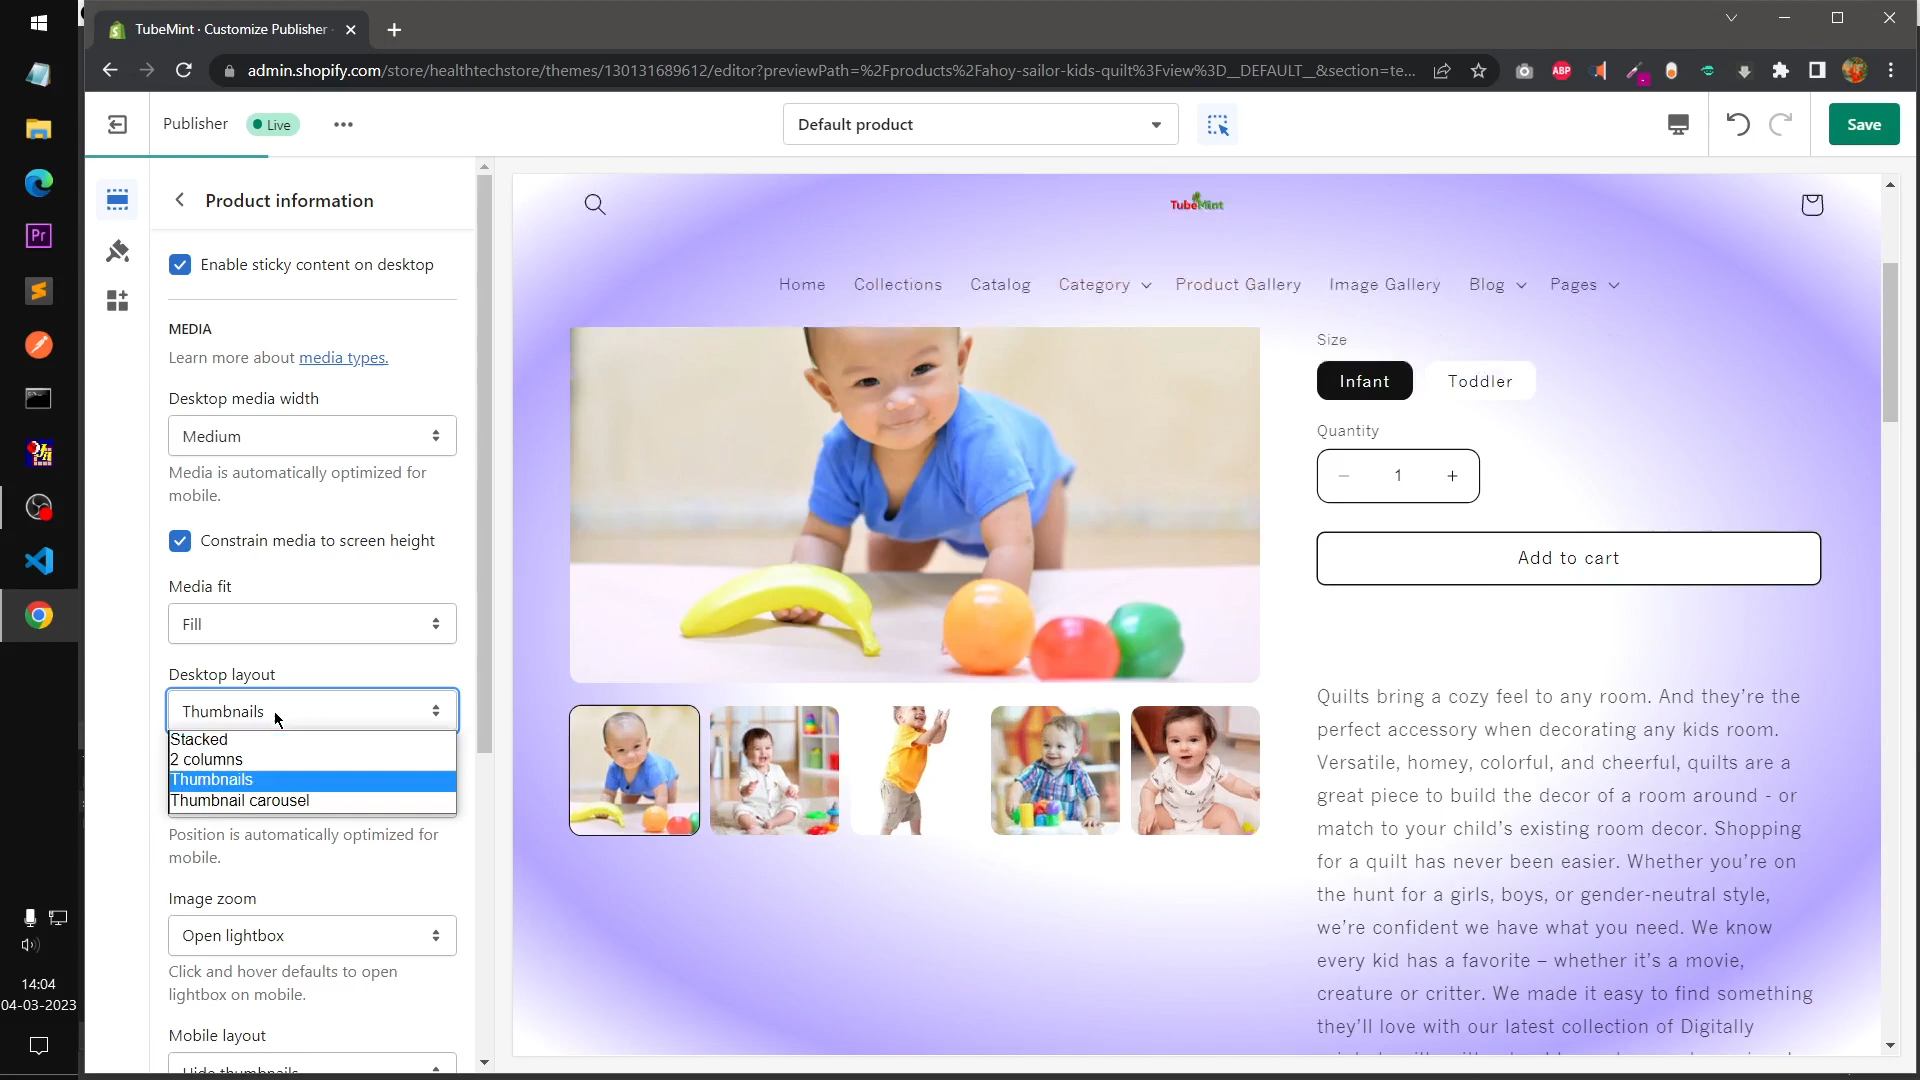 TubeMint · Customize Publisher
admin.shopify.com/store/healthtechstore/themes/130131689612/editor?previewPath=%2Fproducts%2Fahoy-sailor-kids-quilt%3Fview%3D__DEFAULT__&section=te...
ABP
Publisher
Live
Default product
Save
Product information
Enable sticky content on desktop
MEDIA
Learn more about media types.
Desktop media width
Medium
Media is automatically optimized for
mobile.
Constrain media to screen height
Media fit
Fill
Desktop layout
Thumbnails
Stacked
2 columns
Thumbnails
Thumbnail carousel
Position is automatically optimized for
mobile.
Image zoom
Open lightbox
Click and hover defaults to open
lightbox on mobile.
Mobile layout
Hide thumbnails
TubeMint
Home Collections Catalog Category Product Gallery Image Gallery Blog Pages
Size
Infant Toddler
Quantity
− 1 +
Add to cart
Quilts bring a cozy feel to any room. And they’re the
perfect accessory when decorating any kids room.
Versatile, homey, colorful, and cheerful, quilts are a
great piece to build the decor of a room around - or
match to your child’s existing room decor. Shopping
for a quilt has never been easier. Whether you’re on
the hunt for a girls, boys, or gender-neutral style,
we’re confident we have what you need. We know
every kid has a favorite – whether it’s a movie,
creature or critter. We made it easy to find something
they’ll love with our latest collection of Digitally
Pr
14:04
04-03-2023